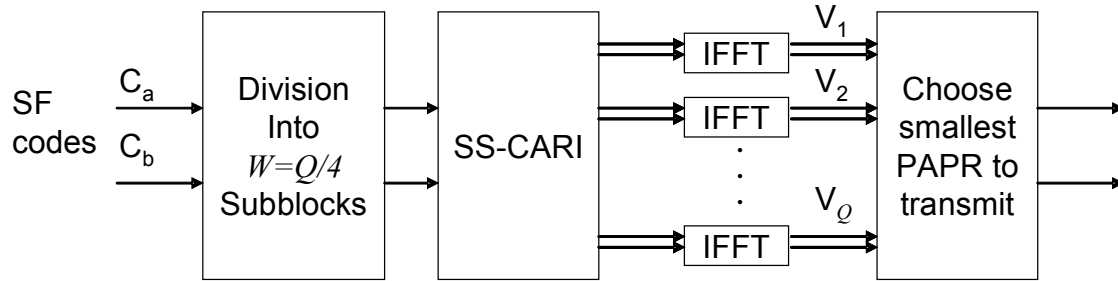 SF
codes
C_a
C_b
Division
Into
W=Q/4
Subblocks
SS-CARI
IFFT
IFFT
.
.
.
IFFT
V_1
V_2
V_Q
Choose
smallest
PAPR to
transmit